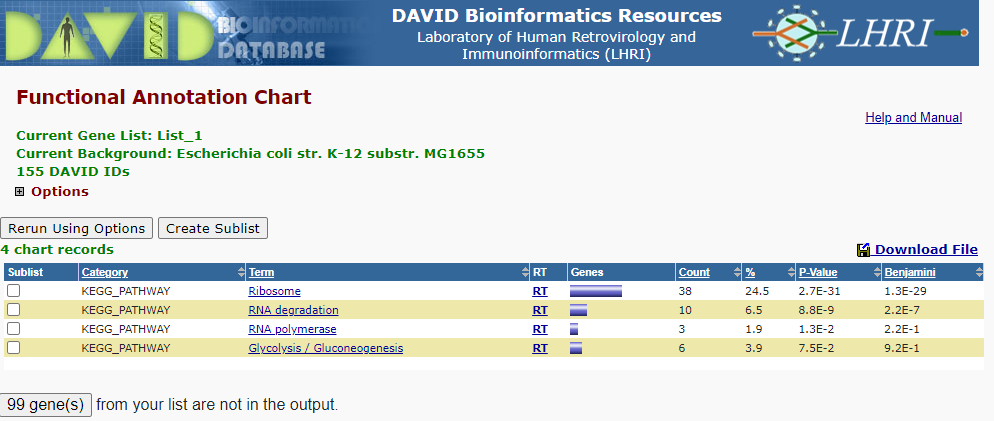 DAVID BIOINFORMATICS DATABASE
DAVID Bioinformatics Resources
Laboratory of Human Retrovirology and
Immunoinformatics (LHRI)
LHRI
Functional Annotation Chart
Help and Manual
Current Gene List: List_1
Current Background: Escherichia coli str. K-12 substr. MG1655
155 DAVID IDs
Options
Rerun Using Options Create Sublist
4 chart records Download File
Sublist Category Term RT Genes Count % P-Value Benjamini
KEGG_PATHWAY Ribosome RT 38 24.5 2.7E-31 1.3E-29
KEGG_PATHWAY RNA degradation RT 10 6.5 8.8E-9 2.2E-7
KEGG_PATHWAY RNA polymerase RT 3 1.9 1.3E-2 2.2E-1
KEGG_PATHWAY Glycolysis / Gluconeogenesis RT 6 3.9 7.5E-2 9.2E-1
99 gene(s) from your list are not in the output.